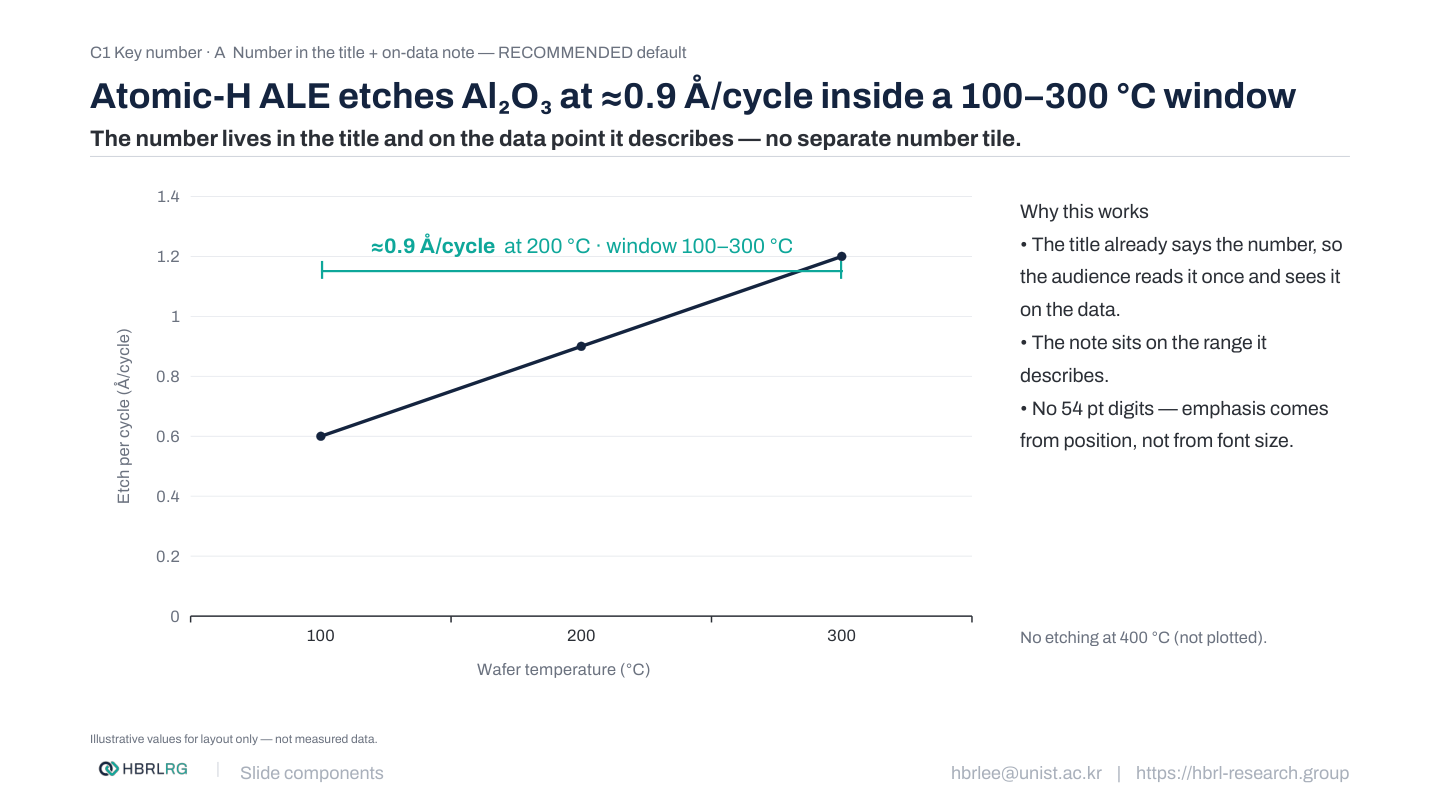 C1 Key number · A  Number in the title + on-data note — RECOMMENDED default
Atomic-H ALE etches Al₂O₃ at ≈0.9 Å/cycle inside a 100–300 °C window
The number lives in the title and on the data point it describes — no separate number tile.
1.4
≈0.9 Å/cycle  at 200 °C · window 100–300 °C
1.2
1
0.8
0.6
0.4
0.2
0
Etch per cycle (Å/cycle)
100
200
300
Wafer temperature (°C)
Why this works
• The title already says the number, so
the audience reads it once and sees it
on the data.
• The note sits on the range it
describes.
• No 54 pt digits — emphasis comes
from position, not from font size.
No etching at 400 °C (not plotted).
Illustrative values for layout only — not measured data.
HBRLRG
Slide components
hbrlee@unist.ac.kr | https://hbrl-research.group